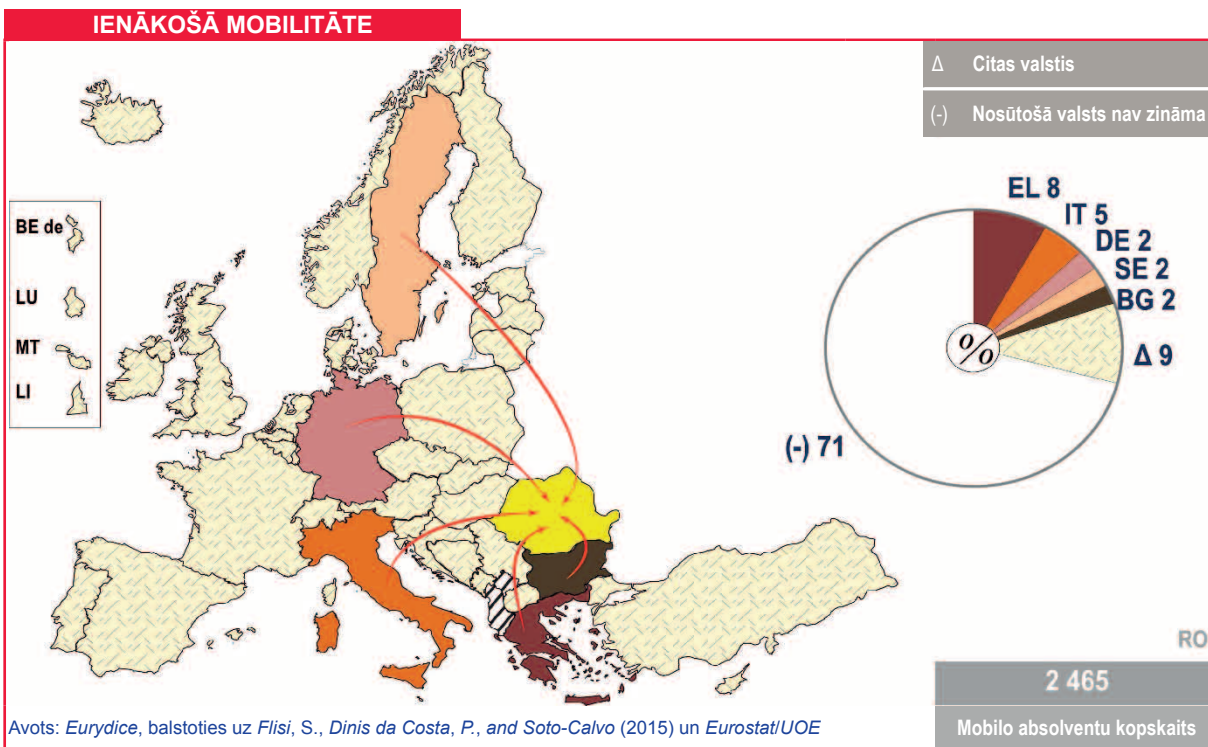 IENĀKOŠĀ MOBILITĀTE
Δ Citas valstis
(-) Nosūtošā valsts nav zināma
BE de
LU
MT
LI
EL 8
IT 5
DE 2
SE 2
BG 2
Δ 9
(-) 71
%
RO
2 465
Mobilo absolventu kopskaits
Avots: Eurydice, balstoties uz Flisi, S., Dinis da Costa, P., and Soto-Calvo (2015) un Eurostat/UOE